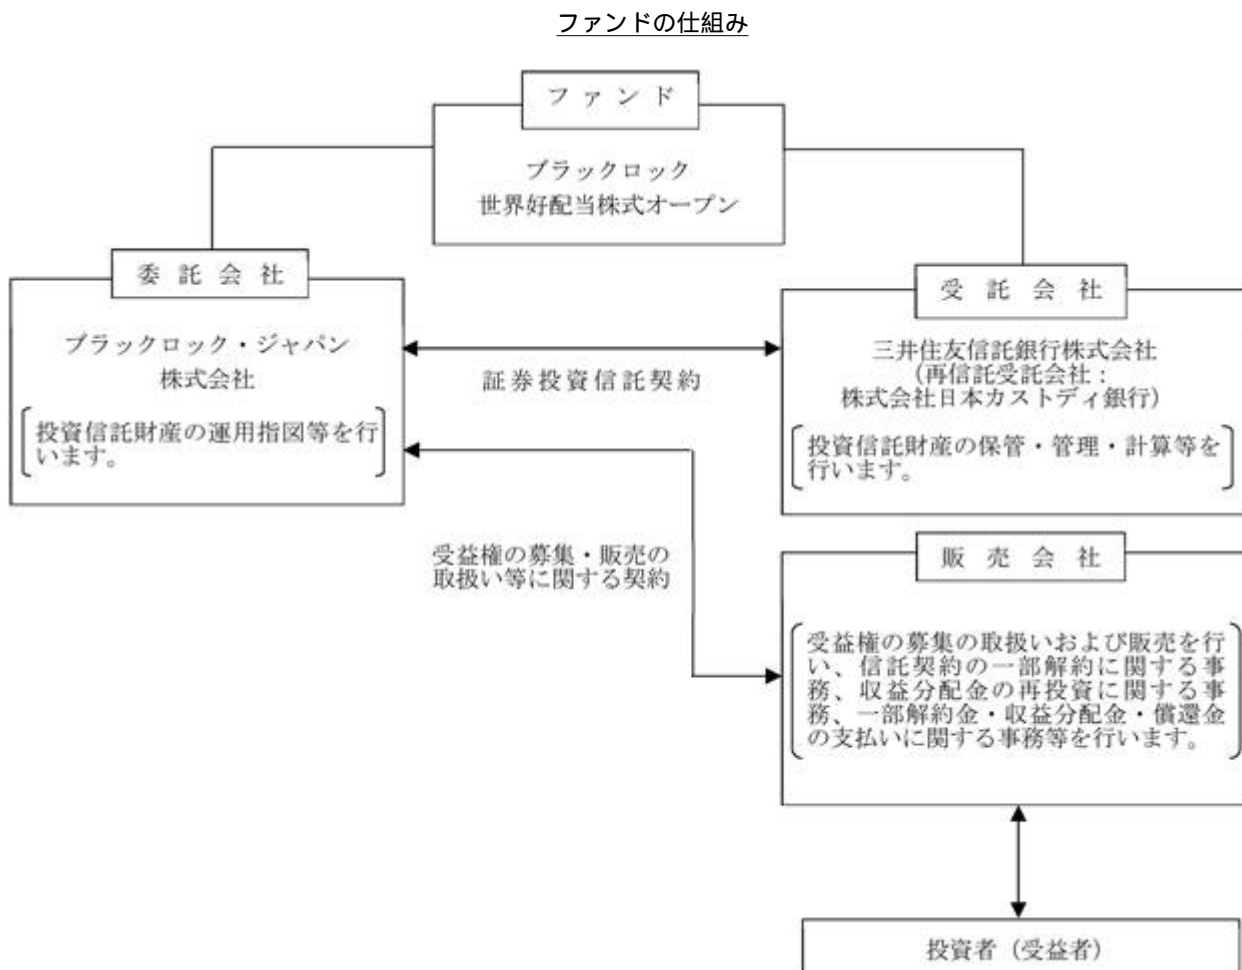 ファンドの仕組み
ファンド
ブラックロック
世界好配当株式オープン
委託会社
ブラックロック・ジャパン
株式会社
投資信託財産の運用指図等を行
います。
証券投資信託契約
受託会社
三井住友信託銀行株式会社
（再信託受託会社：
株式会社日本カストディ銀行）
投資信託財産の保管・管理・計算等を
行います。
受益権の募集・販売の
取扱い等に関する契約
販売会社
受益権の募集の取扱いおよび販売を行
い、信託契約の一部解約に関する事
務、収益分配金の再投資に関する事
務、一部解約金・収益分配金・償還金
の支払いに関する事務等を行います。
投資者（受益者）